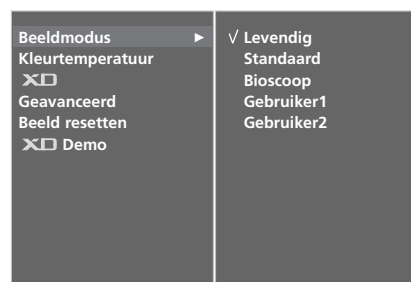 Beeldmodus ►
Kleurtemperatuur
XD
Geavanceerd
Beeld resetten
XD Demo
√ Levendig
Standaard
Bioscoop
Gebruiker1
Gebruiker2